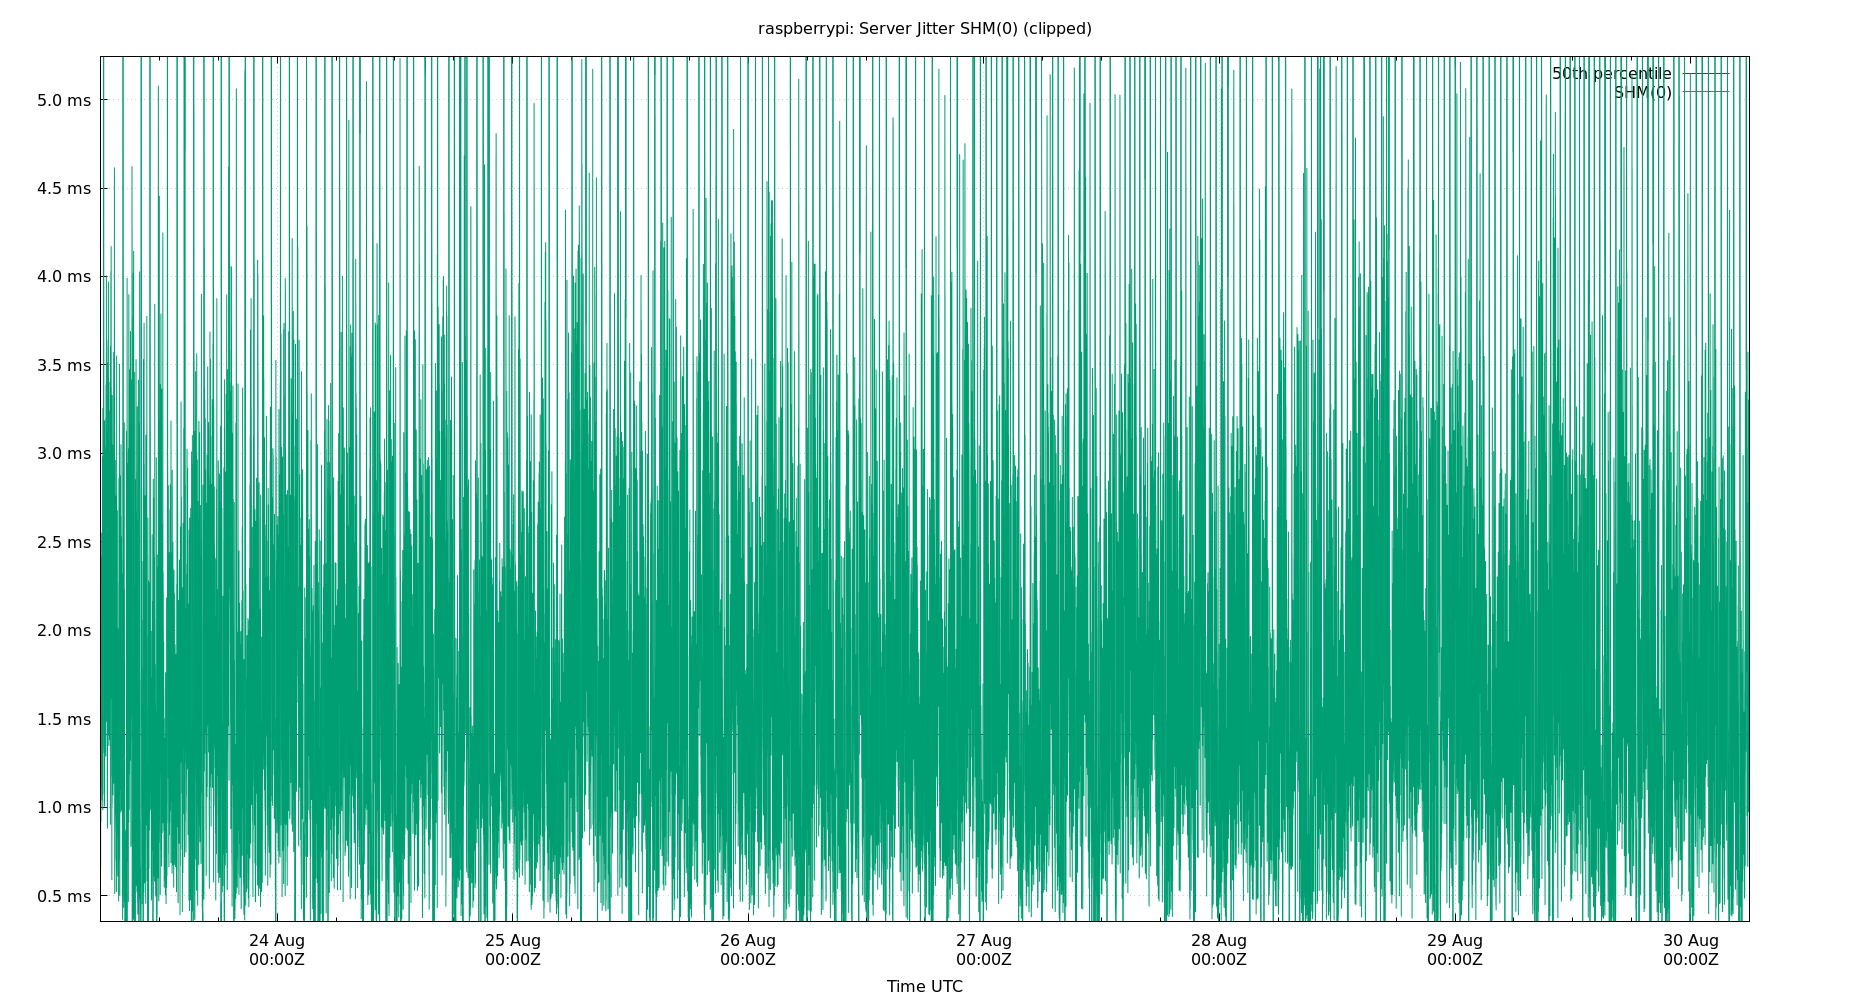 raspberrypi: Server Jitter SHM(0) (clipped)
50th percentile
SHM(0)
5.0 ms
4.5 ms
4.0 ms
3.5 ms
3.0 ms
2.5 ms
2.0 ms
1.5 ms
1.0 ms
0.5 ms
24 Aug 25 Aug 26 Aug 27 Aug 28 Aug 29 Aug 30 Aug
00:00Z 00:00Z 00:00Z 00:00Z 00:00Z 00:00Z 00:00Z
Time UTC